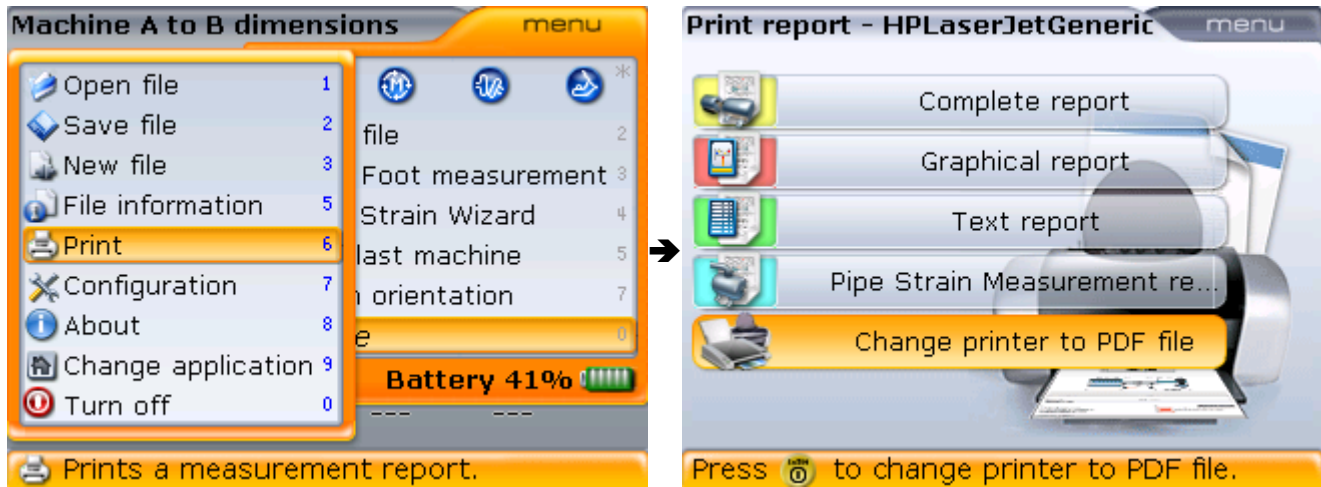 Machine A to B dimensions menu
Open file 1
Save file 2
New file 3
File information 5
Print 6
Configuration 7
About 8
Change application 9
Turn off 0
*
file 2
Foot measurement 3
Strain Wizard 4
last machine 5
orientation 7
e 0
Battery 41%
--- ---
Prints a measurement report.
Print report - HPLaserJetGeneric menu
Complete report
Graphical report
Text report
Pipe Strain Measurement re...
Change printer to PDF file
Press to change printer to PDF file.